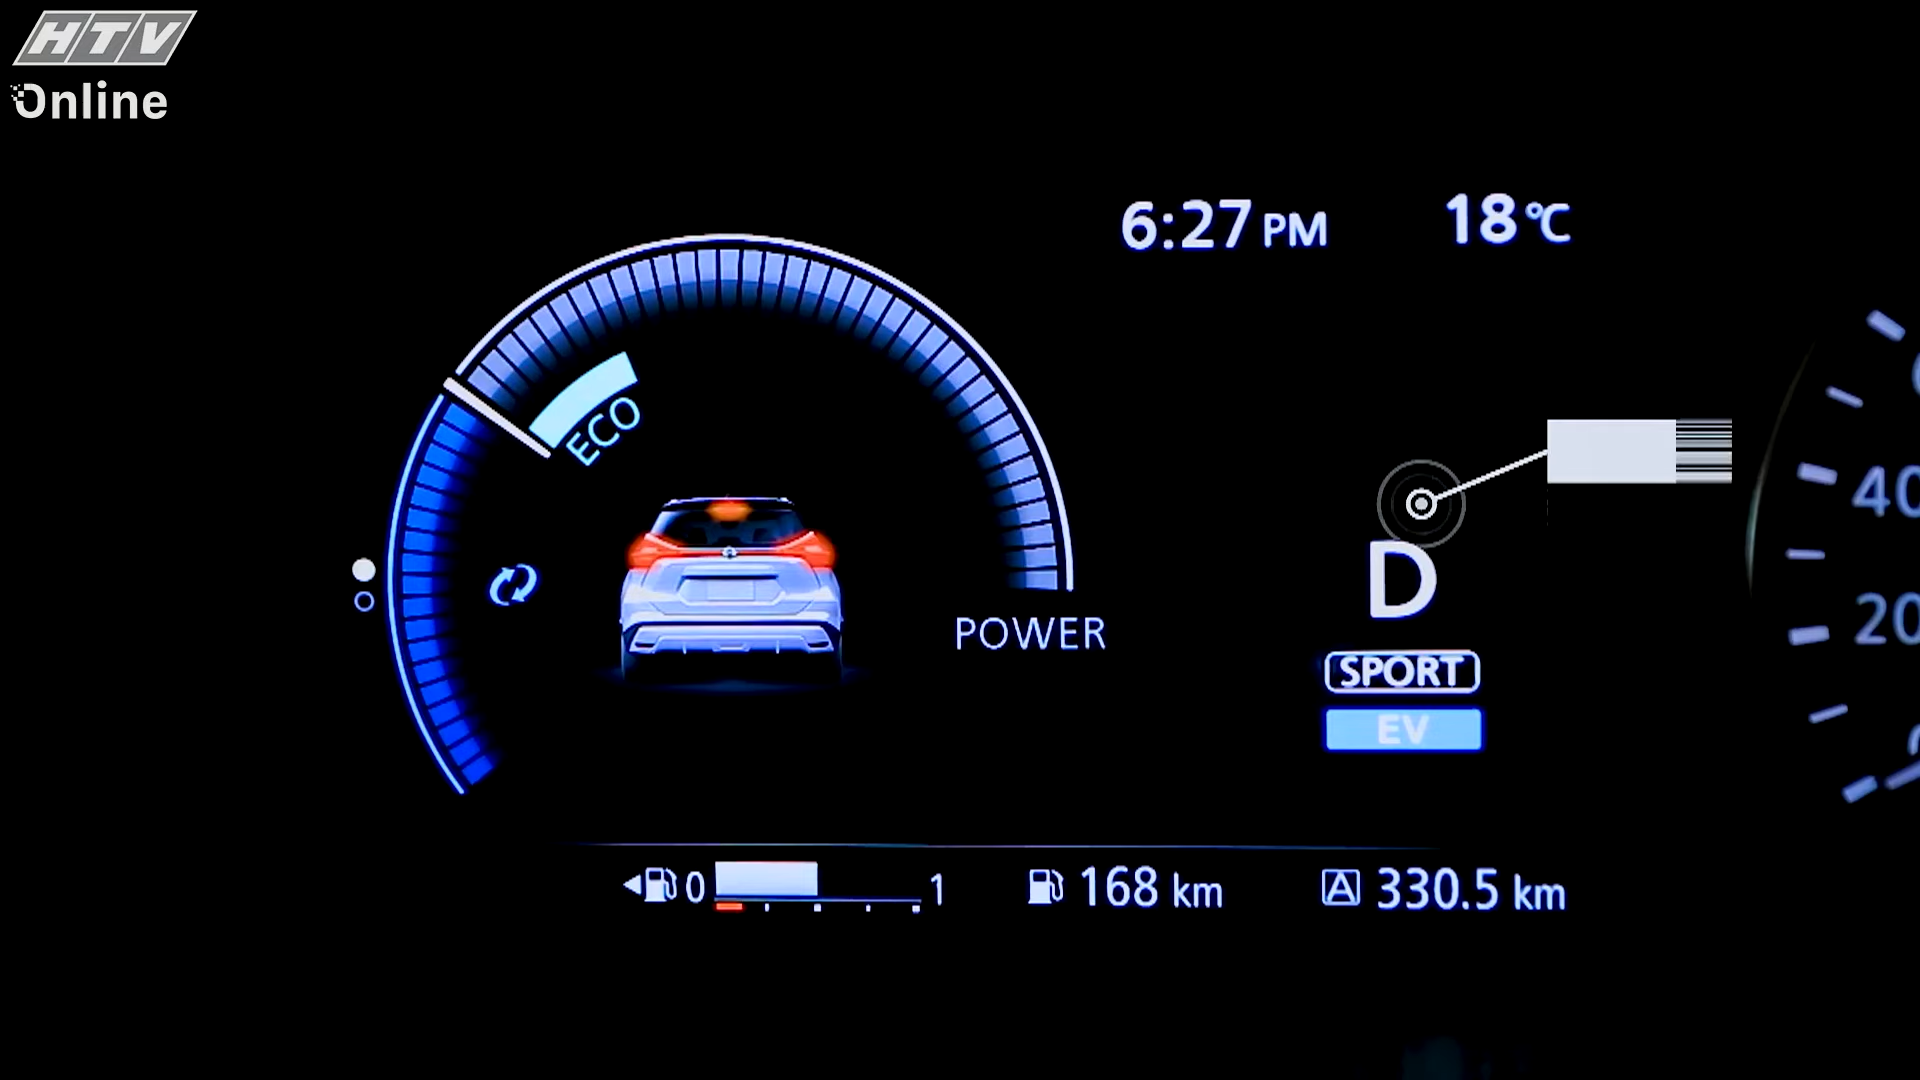 HTV
Online
6:27 PM
18°C
ECO
40
D
POWER
20
SPORT
EV
0
1
168 km
A 330.5 km